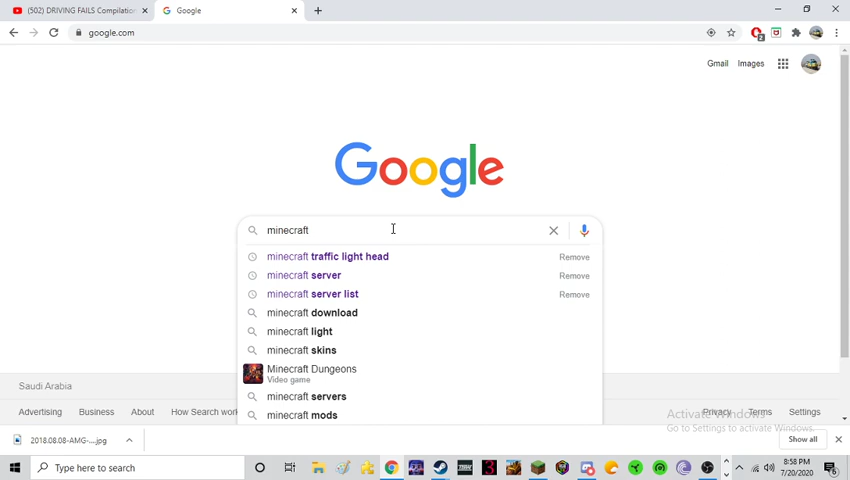 (502) DRIVING FAILS Compilation
Google
google.com
2
Gmail Images
Google
minecraft
minecraft traffic light head Remove
minecraft server Remove
minecraft server list Remove
minecraft download
minecraft light
minecraft skins
Minecraft Dungeons
Video game
minecraft servers
minecraft mods
Saudi Arabia
Advertising Business About How Search work Privacy Terms Settings
Activate Windows
Go to Settings to activate Windows.
2018.08.08-AMG-....jpg Show all
Type here to search
8:58 PM
7/20/2020
6